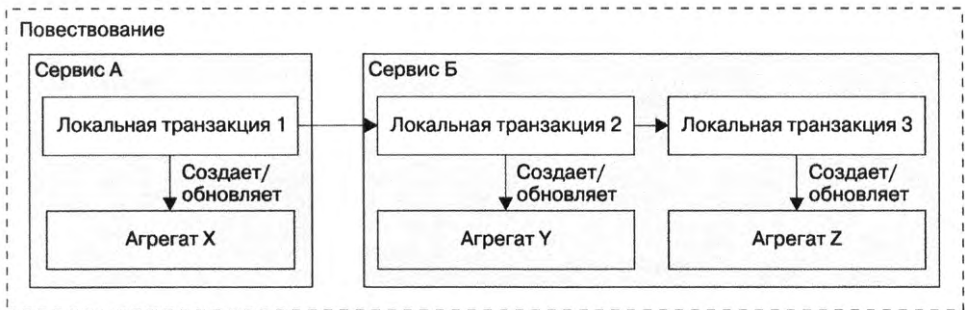 Повествование
Сервис А
Сервис Б
Локальная транзакция 1
Локальная транзакция 2
Локальная транзакция 3
Создает/
обновляет
Создает/
обновляет
Создает/
обновляет
Агрегат X
Агрегат Y
Агрегат Z